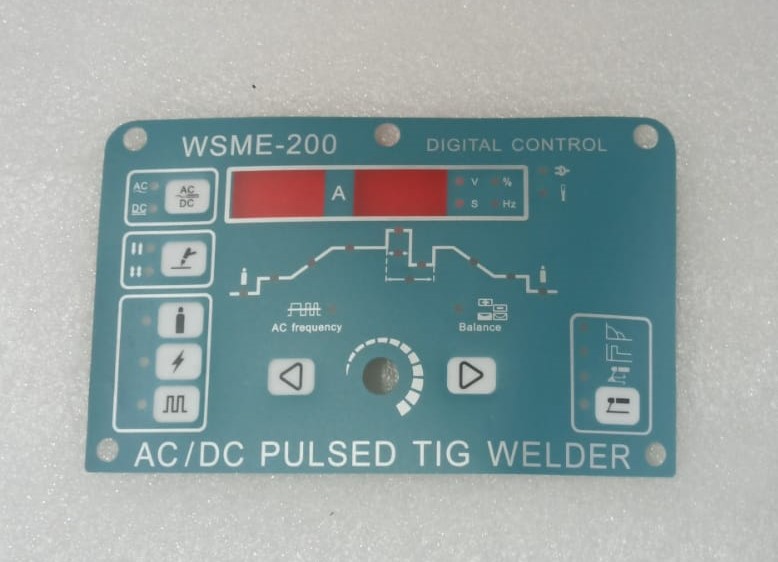 WSME-200 DIGITAL CONTROL
AC
DC
AC
DC
A
V %
S Hz
AC frequency
Balance
AC/DC PULSED TIG WELDER